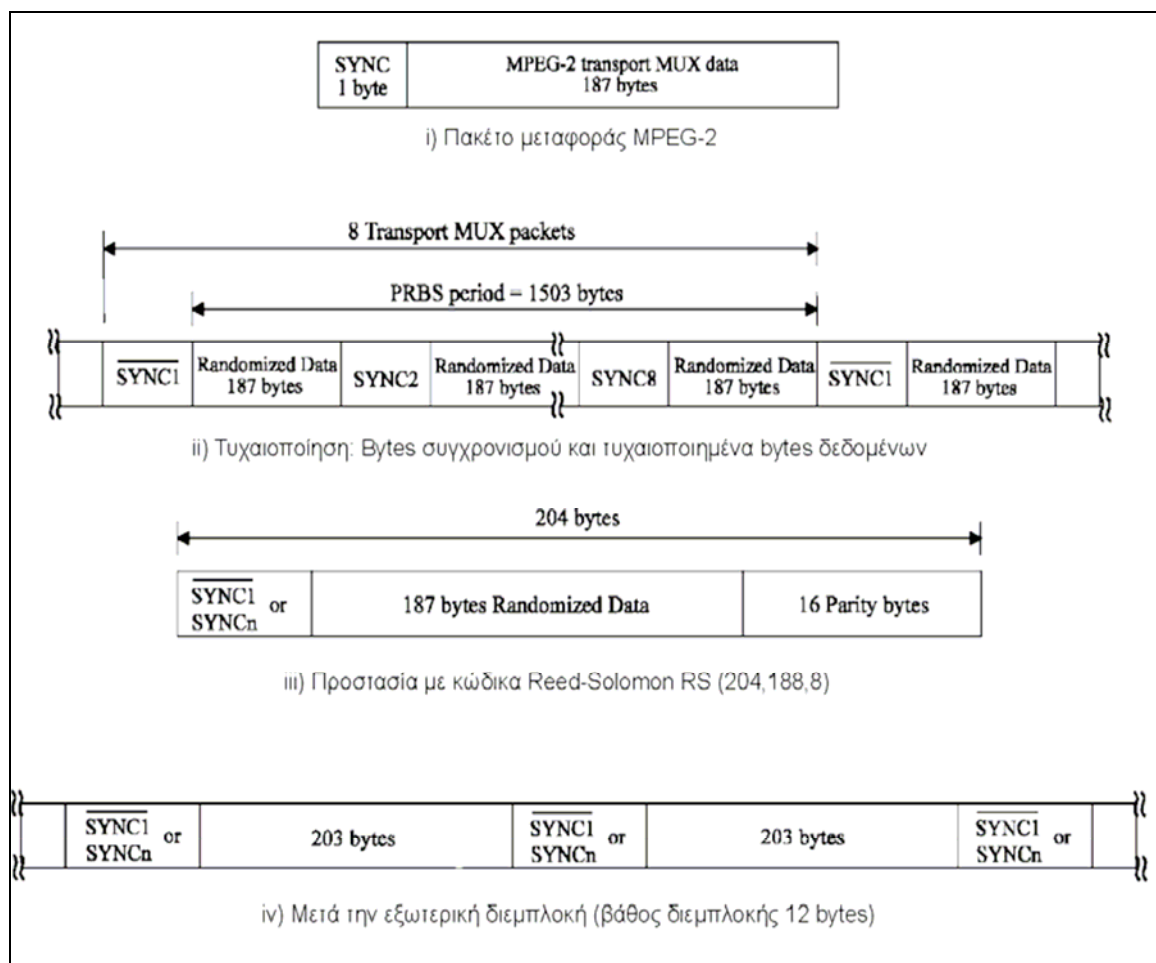 SYNC
1 byte
MPEG-2 transport MUX data
187 bytes
i) Πακέτο μεταφοράς MPEG-2
8 Transport MUX packets
PRBS period = 1503 bytes
SYNC1
Randomized Data
187 bytes
SYNC2
Randomized Data
187 bytes
SYNC8
Randomized Data
187 bytes
SYNC1
Randomized Data
187 bytes
ii) Τυχαιοποίηση: Bytes συγχρονισμού και τυχαιοποιημένα bytes δεδομένων
204 bytes
SYNC1 or
SYNCn
187 bytes Randomized Data
16 Parity bytes
iii) Προστασία με κώδικα Reed-Solomon RS (204,188,8)
SYNC1 or
SYNCn
203 bytes
SYNC1 or
SYNCn
203 bytes
SYNC1 or
SYNCn
iv) Μετά την εξωτερική διεμπλοκή (βάθος διεμπλοκής 12 bytes)